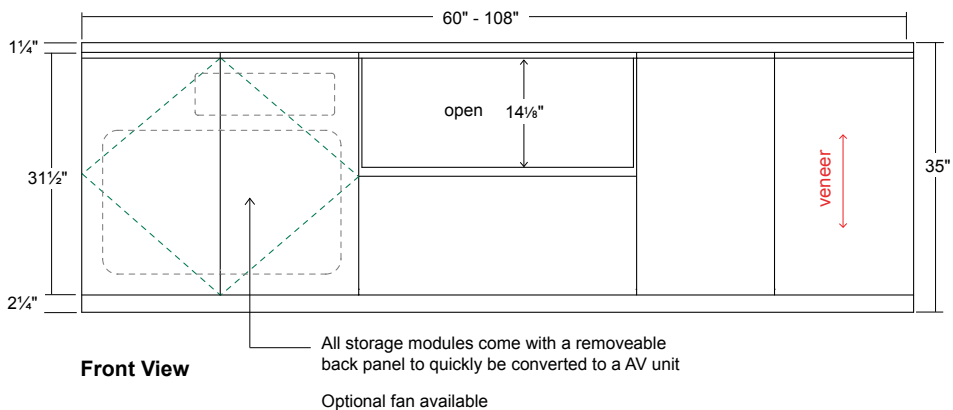 60" - 108"
1¼"
open 14⅛"
31½"
veneer
35"
2¼"
All storage modules come with a removeable
back panel to quickly be converted to a AV unit
Front View
Optional fan available